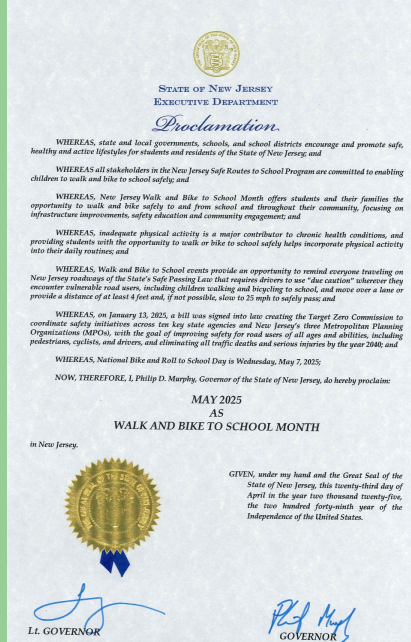 STATE OF NEW JERSEY
EXECUTIVE DEPARTMENT
Proclamation
WHEREAS, state and local governments, schools, and school districts encourage and promote safe,
healthy and active lifestyles for students and residents of the State of New Jersey; and
WHEREAS all stakeholders in the New Jersey Safe Routes to School Program are committed to enabling
children to walk and bike to school safely; and
WHEREAS, New Jersey Walk and Bike to School Month offers students and their families the
opportunity to walk and bike safely to and from school and throughout their community, focusing on
infrastructure improvements, safety education and community engagement; and
WHEREAS, inadequate physical activity is a major contributor to chronic health conditions, and
providing students with the opportunity to walk or bike to school safely helps incorporate physical activity
into their daily routines; and
WHEREAS, Walk and Bike to School events provide an opportunity to remind everyone traveling on
New Jersey roadways of the State's Safe Passing Law that requires drivers to use "due caution" wherever they
encounter vulnerable road users, including children walking and bicycling to school, and move over a lane or
provide a distance of at least 4 feet and, if not possible, slow to 25 mph to safely pass; and
WHEREAS, on January 13, 2025, a bill was signed into law creating the Target Zero Commission to
coordinate safety initiatives across ten key state agencies and New Jersey's three Metropolitan Planning
Organizations (MPOs), with the goal of improving safety for road users of all ages and abilities, including
pedestrians, cyclists, and drivers, and eliminating all traffic deaths and serious injuries by the year 2040; and
WHEREAS, National Bike and Roll to School Day is Wednesday, May 7, 2025;
NOW, THEREFORE, I, Philip D. Murphy, Governor of the State of New Jersey, do hereby proclaim:
MAY 2025
AS
WALK AND BIKE TO SCHOOL MONTH
in New Jersey.
GIVEN, under my hand and the Great Seal of the
State of New Jersey, this twenty-third day of
April in the year two thousand twenty-five,
the two hundred forty-ninth year of the
Independence of the United States.
Lt. GOVERNOR
GOVERNOR